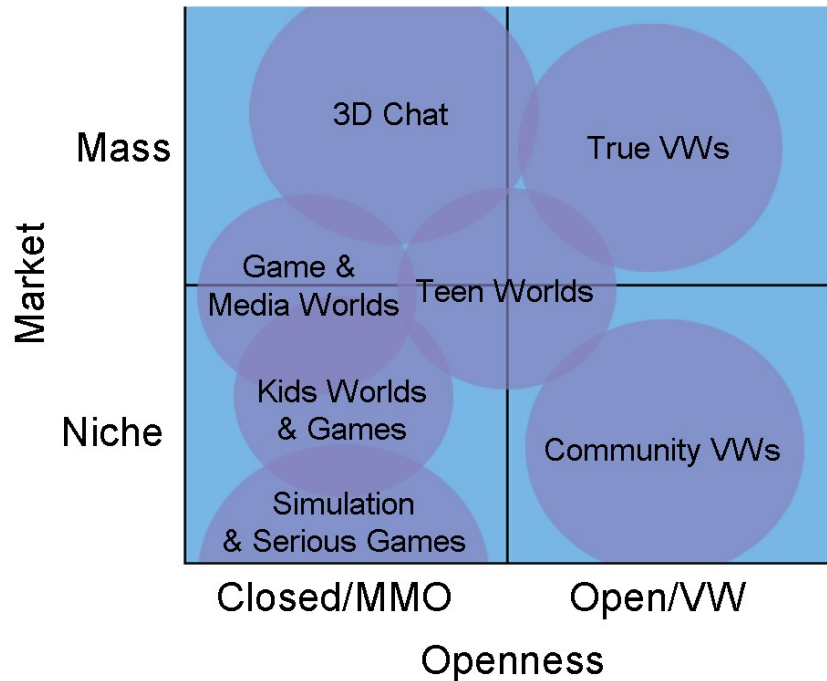 3D Chat
True VWs
Mass
Market
Game &
Media Worlds
Teen Worlds
Kids Worlds
& Games
Niche
Community VWs
Simulation
& Serious Games
Closed/MMO
Open/VW
Openness